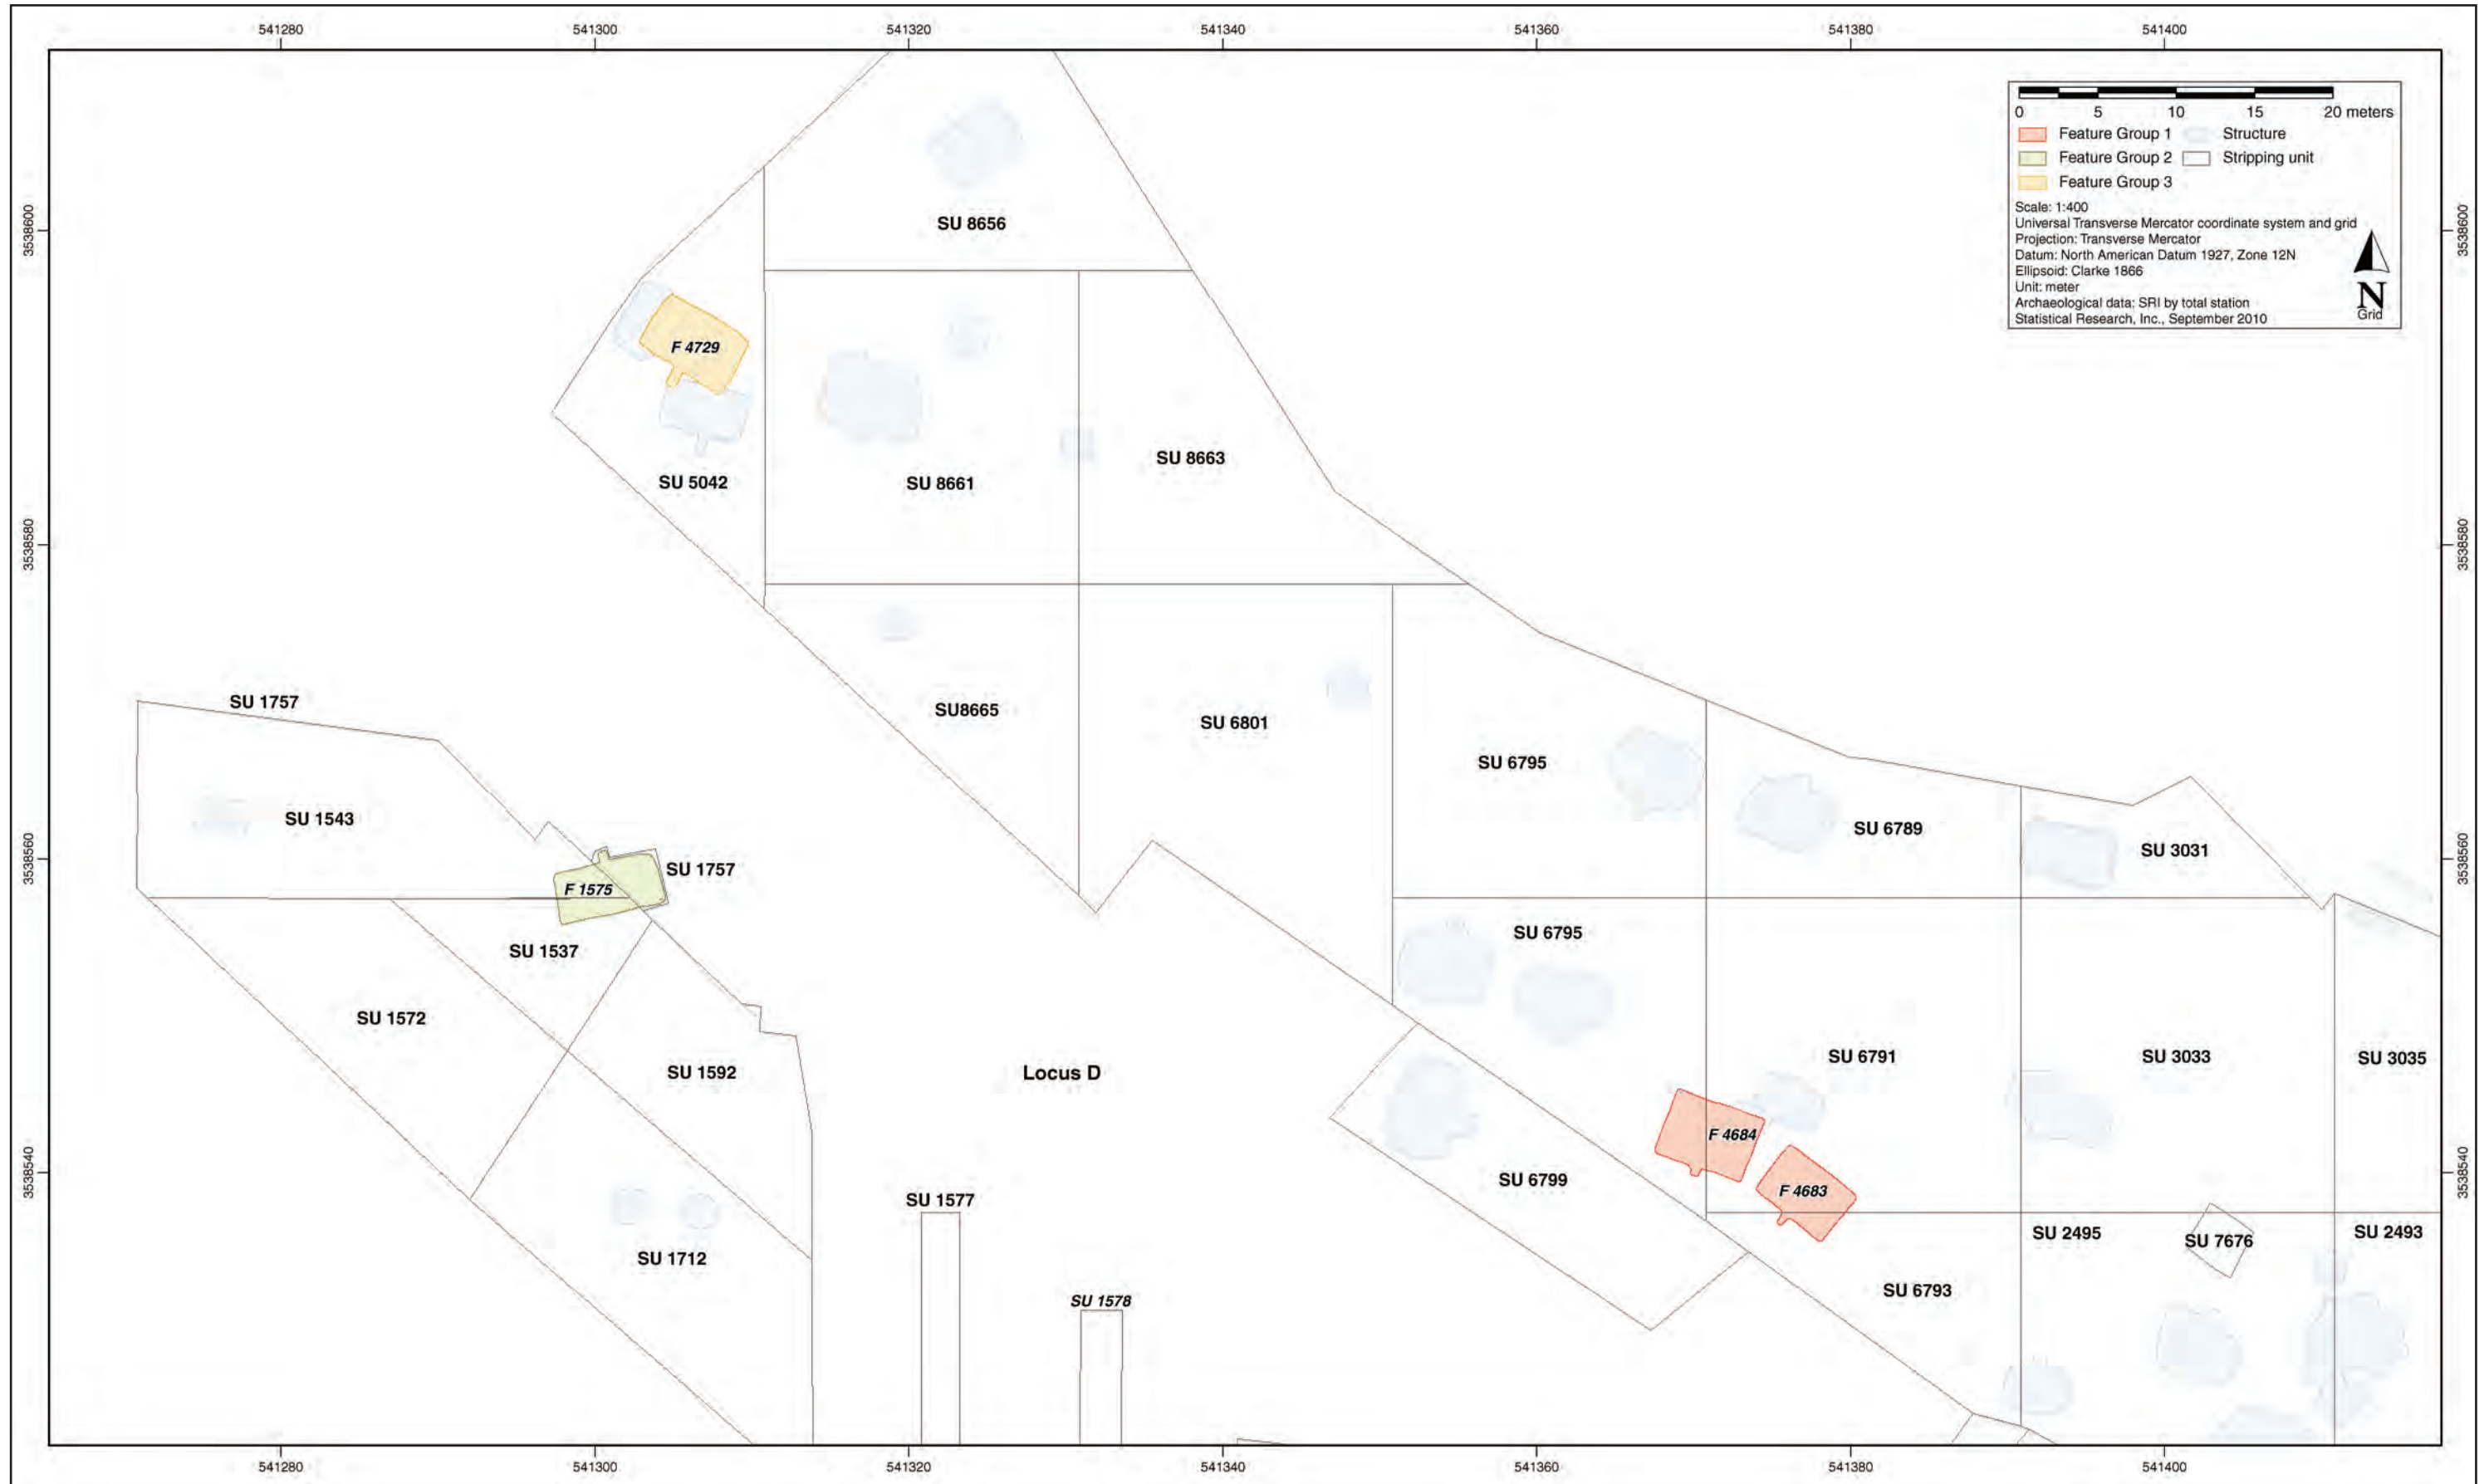 541280 541300 541320 541340 541360 541380 541400
0 5 10 15 20 meters
Feature Group 1 Structure
Feature Group 2 Stripping unit
Feature Group 3
Scale: 1:400
Universal Transverse Mercator coordinate system and grid
Projection: Transverse Mercator
Datum: North American Datum 1927, Zone 12N
Ellipsoid: Clarke 1866
Unit: meter
Archaeological data: SRI by total station
Statistical Research, Inc., September 2010
N
Grid
3538600 3538600
SU 8656
F 4729
SU 8663
SU 5042
SU 8661
3538580 3538580
SU 1757
SU8665
SU 6801
SU 6795
SU 1543
SU 6789
SU 3031
3538560 3538560
SU 1757
F 1575
SU 6795
SU 1537
SU 1572
SU 6791
SU 3033
SU 3035
SU 1592
Locus D
F 4684
3538540 3538540
SU 6799
F 4683
SU 1577
SU 2495
SU 7676
SU 2493
SU 1712
SU 6793
SU 1578
541280 541300 541320 541340 541360 541380 541400